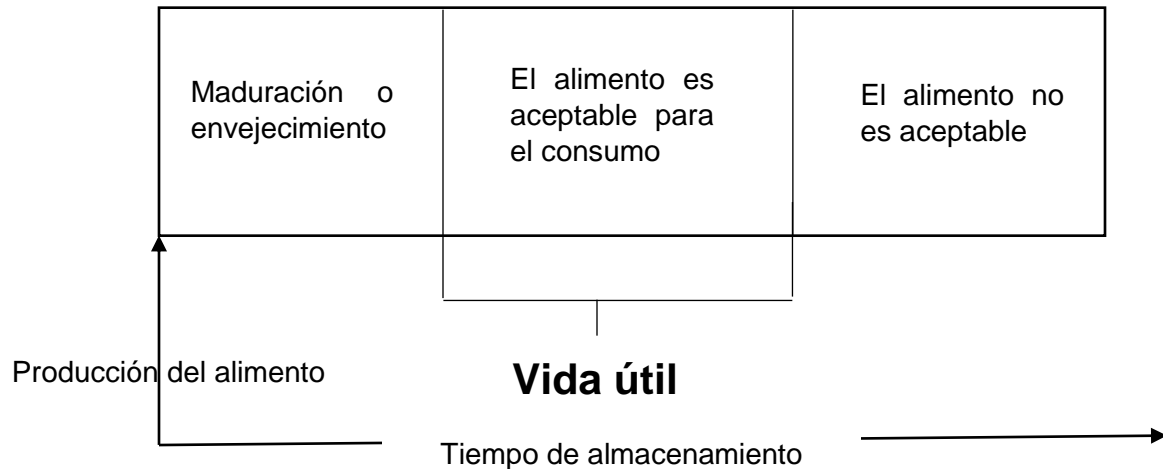 Maduración o
envejecimiento
El alimento es
aceptable para
el consumo
El alimento no
es aceptable
Producción del alimento
Vida útil
Tiempo de almacenamiento